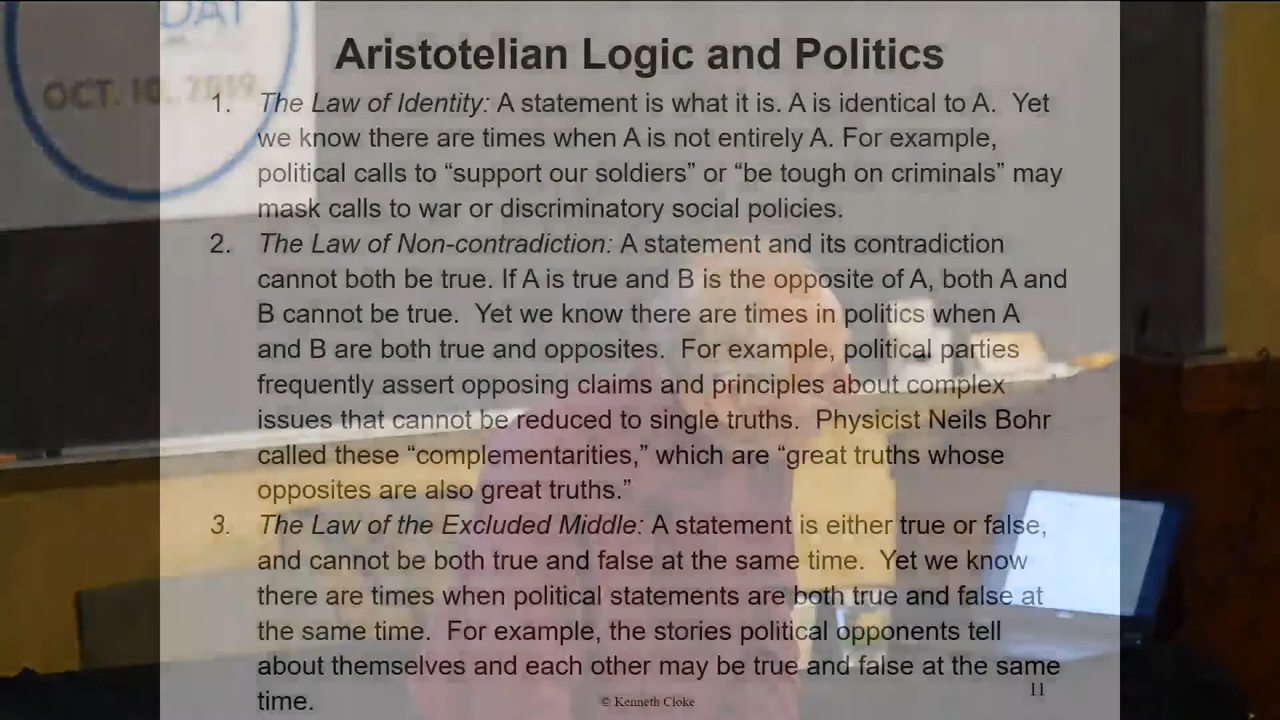 DAY
OCT. 10, 2019
Aristotelian Logic and Politics
1. The Law of Identity: A statement is what it is. A is identical to A. Yet
we know there are times when A is not entirely A. For example,
political calls to “support our soldiers” or “be tough on criminals” may
mask calls to war or discriminatory social policies.
2. The Law of Non-contradiction: A statement and its contradiction
cannot both be true. If A is true and B is the opposite of A, both A and
B cannot be true. Yet we know there are times in politics when A
and B are both true and opposites. For example, political parties
frequently assert opposing claims and principles about complex
issues that cannot be reduced to single truths. Physicist Neils Bohr
called these “complementarities,” which are “great truths whose
opposites are also great truths.”
3. The Law of the Excluded Middle: A statement is either true or false,
and cannot be both true and false at the same time. Yet we know
there are times when political statements are both true and false at
the same time. For example, the stories political opponents tell
about themselves and each other may be true and false at the same
time.
© Kenneth Cloke
11